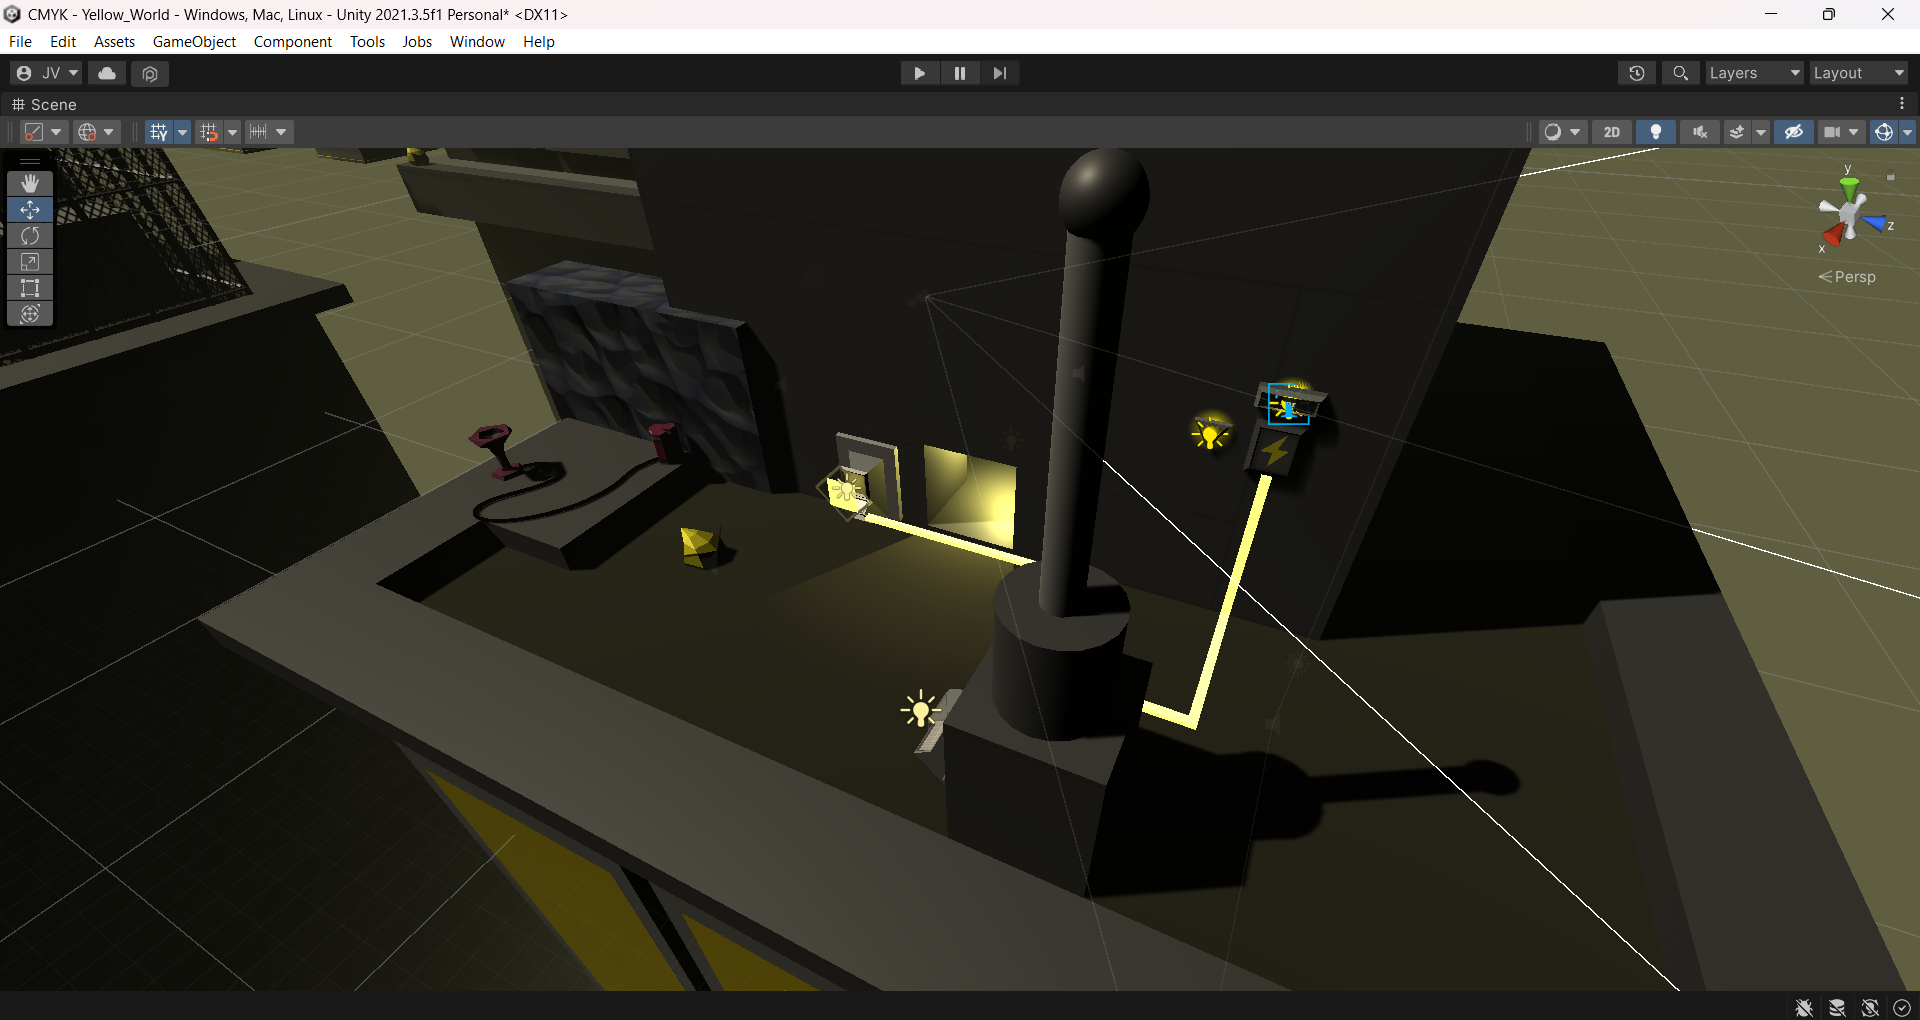 CMYK - Yellow_World - Windows, Mac, Linux - Unity 2021.3.5f1 Personal* <DX11>
File Edit Assets GameObject Component Tools Jobs Window Help
JV Layers Layout
Scene
2D
y
z
x
Persp